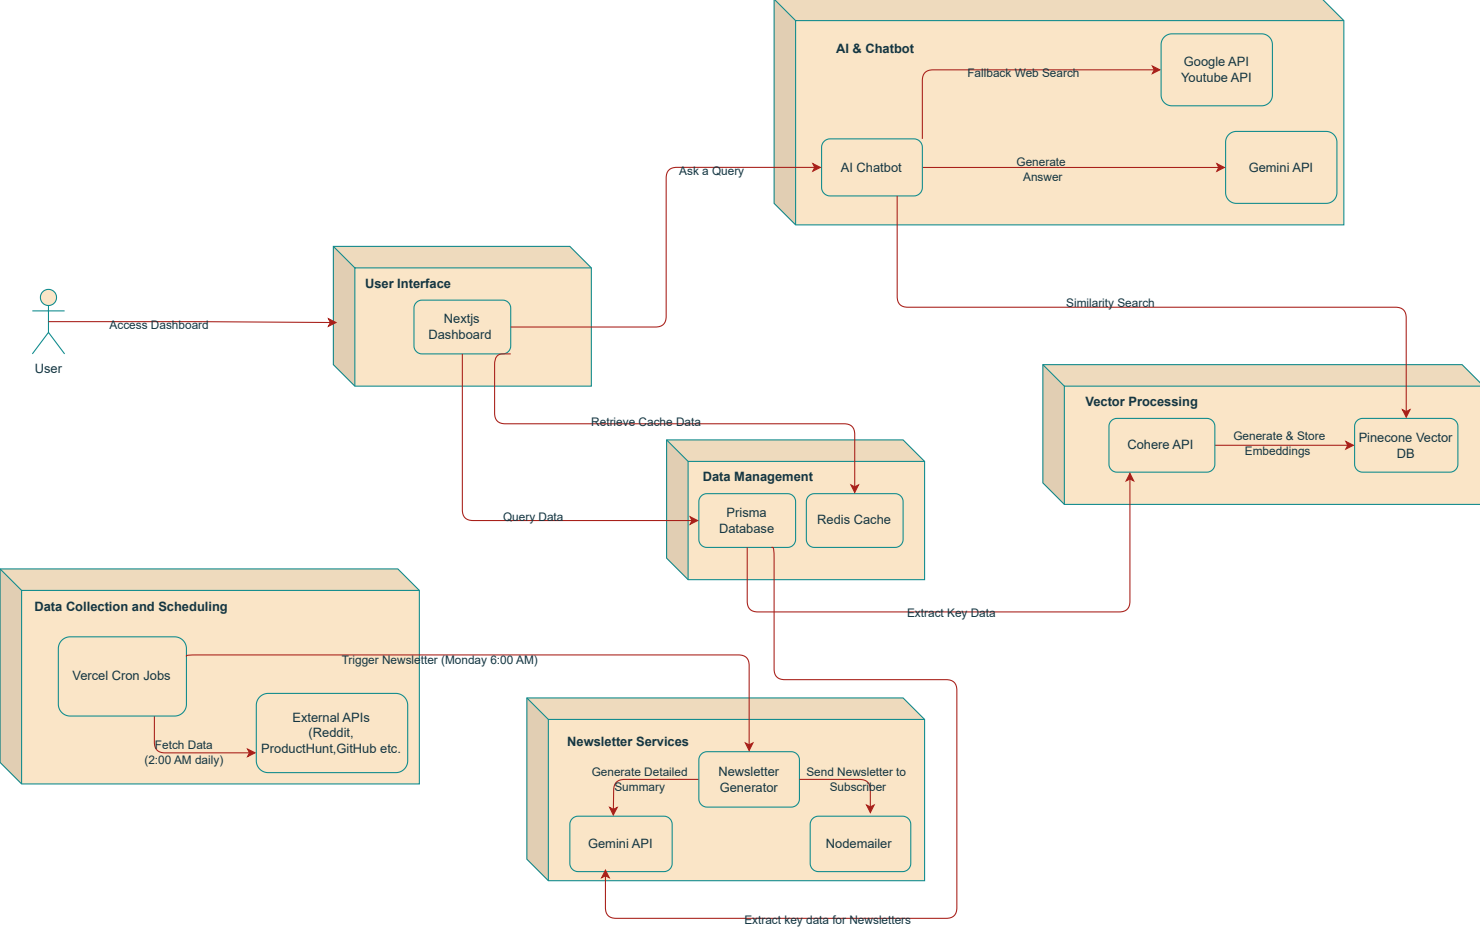 AI & Chatbot
Google API
Youtube API
Fallback Web Search
AI Chatbot
Generate
Answer
Gemini API
Ask a Query
User Interface
Nextjs
Dashboard
Access Dashboard
User
Similarity Search
Vector Processing
Cohere API
Generate & Store
Embeddings
Pinecone Vector
DB
Retrieve Cache Data
Data Management
Prisma
Database
Redis Cache
Query Data
Extract Key Data
Data Collection and Scheduling
Vercel Cron Jobs
Trigger Newsletter (Monday 6:00 AM)
External APIs
(Reddit,
ProductHunt,GitHub etc.
Fetch Data
(2:00 AM daily)
Newsletter Services
Generate Detailed
Summary
Newsletter
Generator
Send Newsletter to
Subscriber
Gemini API
Nodemailer
Extract key data for Newsletters